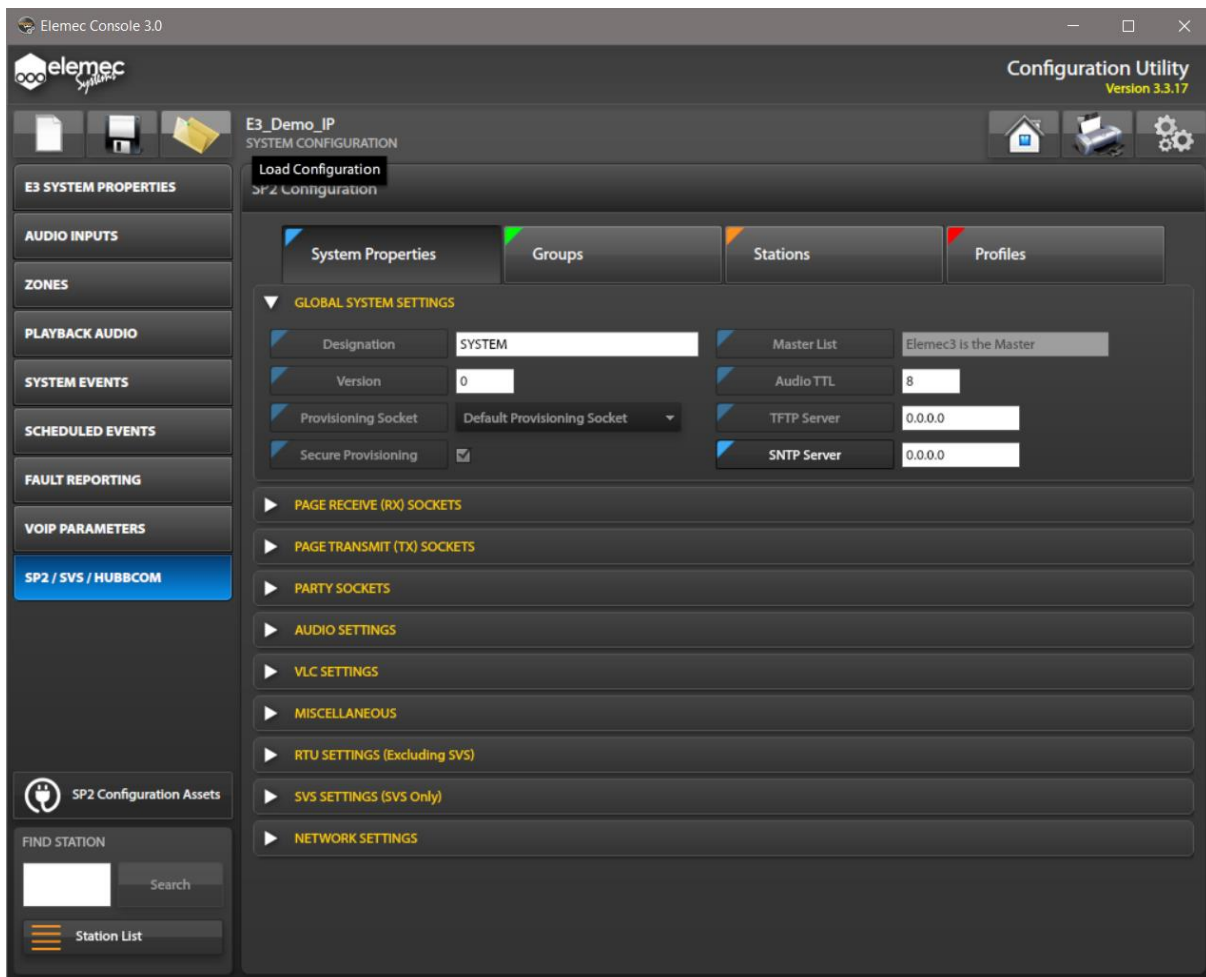 Elemec Console 3.0
elemec
Systems
Configuration Utility
Version 3.3.17
E3_Demo_IP
SYSTEM CONFIGURATION
Load Configuration
SP2 Configuration
E3 SYSTEM PROPERTIES
AUDIO INPUTS
ZONES
PLAYBACK AUDIO
SYSTEM EVENTS
SCHEDULED EVENTS
FAULT REPORTING
VOIP PARAMETERS
SP2 / SVS / HUBBCOM
System Properties Groups Stations Profiles
GLOBAL SYSTEM SETTINGS
Designation SYSTEM Master List Elemec3 is the Master
Version 0 Audio TTL 8
Provisioning Socket Default Provisioning Socket TFTP Server 0.0.0.0
Secure Provisioning SNTP Server 0.0.0.0
PAGE RECEIVE (RX) SOCKETS
PAGE TRANSMIT (TX) SOCKETS
PARTY SOCKETS
AUDIO SETTINGS
VLC SETTINGS
MISCELLANEOUS
RTU SETTINGS (Excluding SVS)
SVS SETTINGS (SVS Only)
NETWORK SETTINGS
SP2 Configuration Assets
FIND STATION
Search
Station List